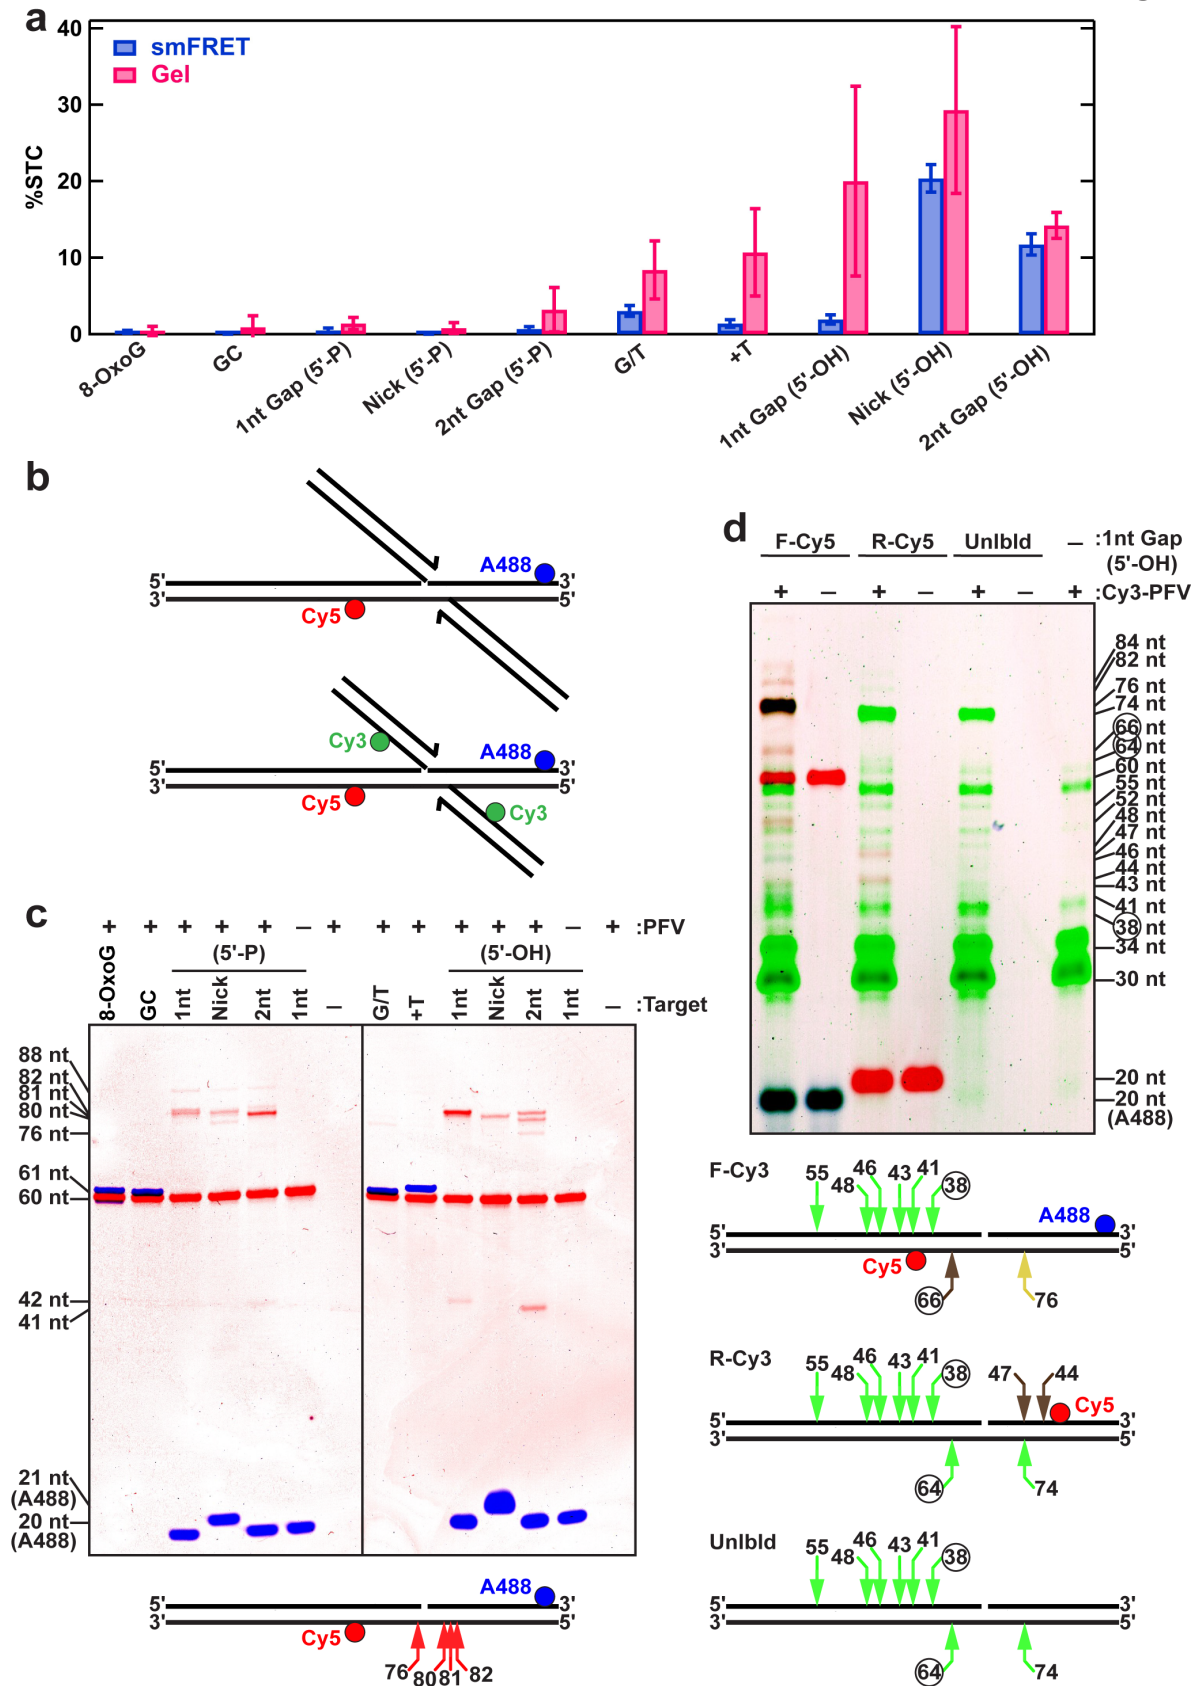 a
smFRET
Gel
%STC
40
30
20
10
0
8-OxoG
GC
1nt Gap (5'-P)
Nick (5'-P)
2nt Gap (5'-P)
G/T
+T
1nt Gap (5'-OH)
Nick (5'-OH)
2nt Gap (5'-OH)
b
A488
5' 3'
3' 5'
Cy5
Cy3
A488
5' 3'
3' 5'
Cy5
Cy3
c
+ + + + + – + + + + + + – + :PFV
(5'-P) (5'-OH)
8-OxoG GC 1nt Nick 2nt 1nt – G/T +T 1nt Nick 2nt 1nt – :Target
88 nt
82 nt
81 nt
80 nt
76 nt
61 nt
60 nt
42 nt
41 nt
21 nt
(A488)
20 nt
(A488)
A488
5' 3'
3' 5'
Cy5
76 80 81 82
d
F-Cy5 R-Cy5 Unlbld – :1nt Gap
(5'-OH)
+ – + – + – + :Cy3-PFV
84 nt
82 nt
76 nt
74 nt
66 nt
64 nt
60 nt
55 nt
52 nt
48 nt
47 nt
46 nt
44 nt
43 nt
41 nt
38 nt
34 nt
30 nt
20 nt
20 nt
(A488)
F-Cy3
55 48 46 43 41 38
A488
5' 3'
3' 5'
Cy5
66 76
R-Cy3
55 48 46 43 41 38 47 44
Cy5
5' 3'
3' 5'
64 74
Unlbld
55 48 46 43 41 38
5' 3'
3' 5'
64 74